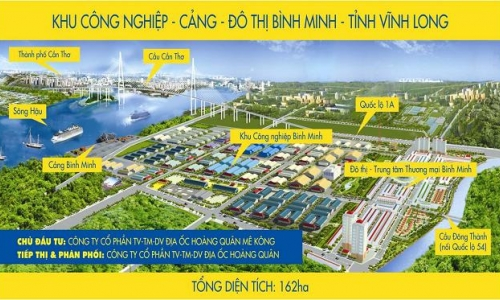 KHU CÔNG NGHIỆP - CẢNG - ĐÔ THỊ BÌNH MINH - TỈNH VĨNH LONG
Thành phố Cần Thơ
Cầu Cần Thơ
Sông Hậu
Quốc lộ 1A
Khu Công nghiệp Bình Minh
Cảng Bình Minh
Đô thị - Trung tâm Thương mại Bình Minh
Cầu Đông Thành
(nối Quốc lộ 54)
CHỦ ĐẦU TƯ: CÔNG TY CỔ PHẦN TV-TM-DV ĐỊA ỐC HOÀNG QUÂN MÊ KÔNG
TIẾP THỊ & PHÂN PHỐI: CÔNG TY CỔ PHẦN TV-TM-DV ĐỊA ỐC HOÀNG QUÂN
TỔNG DIỆN TÍCH: 162ha